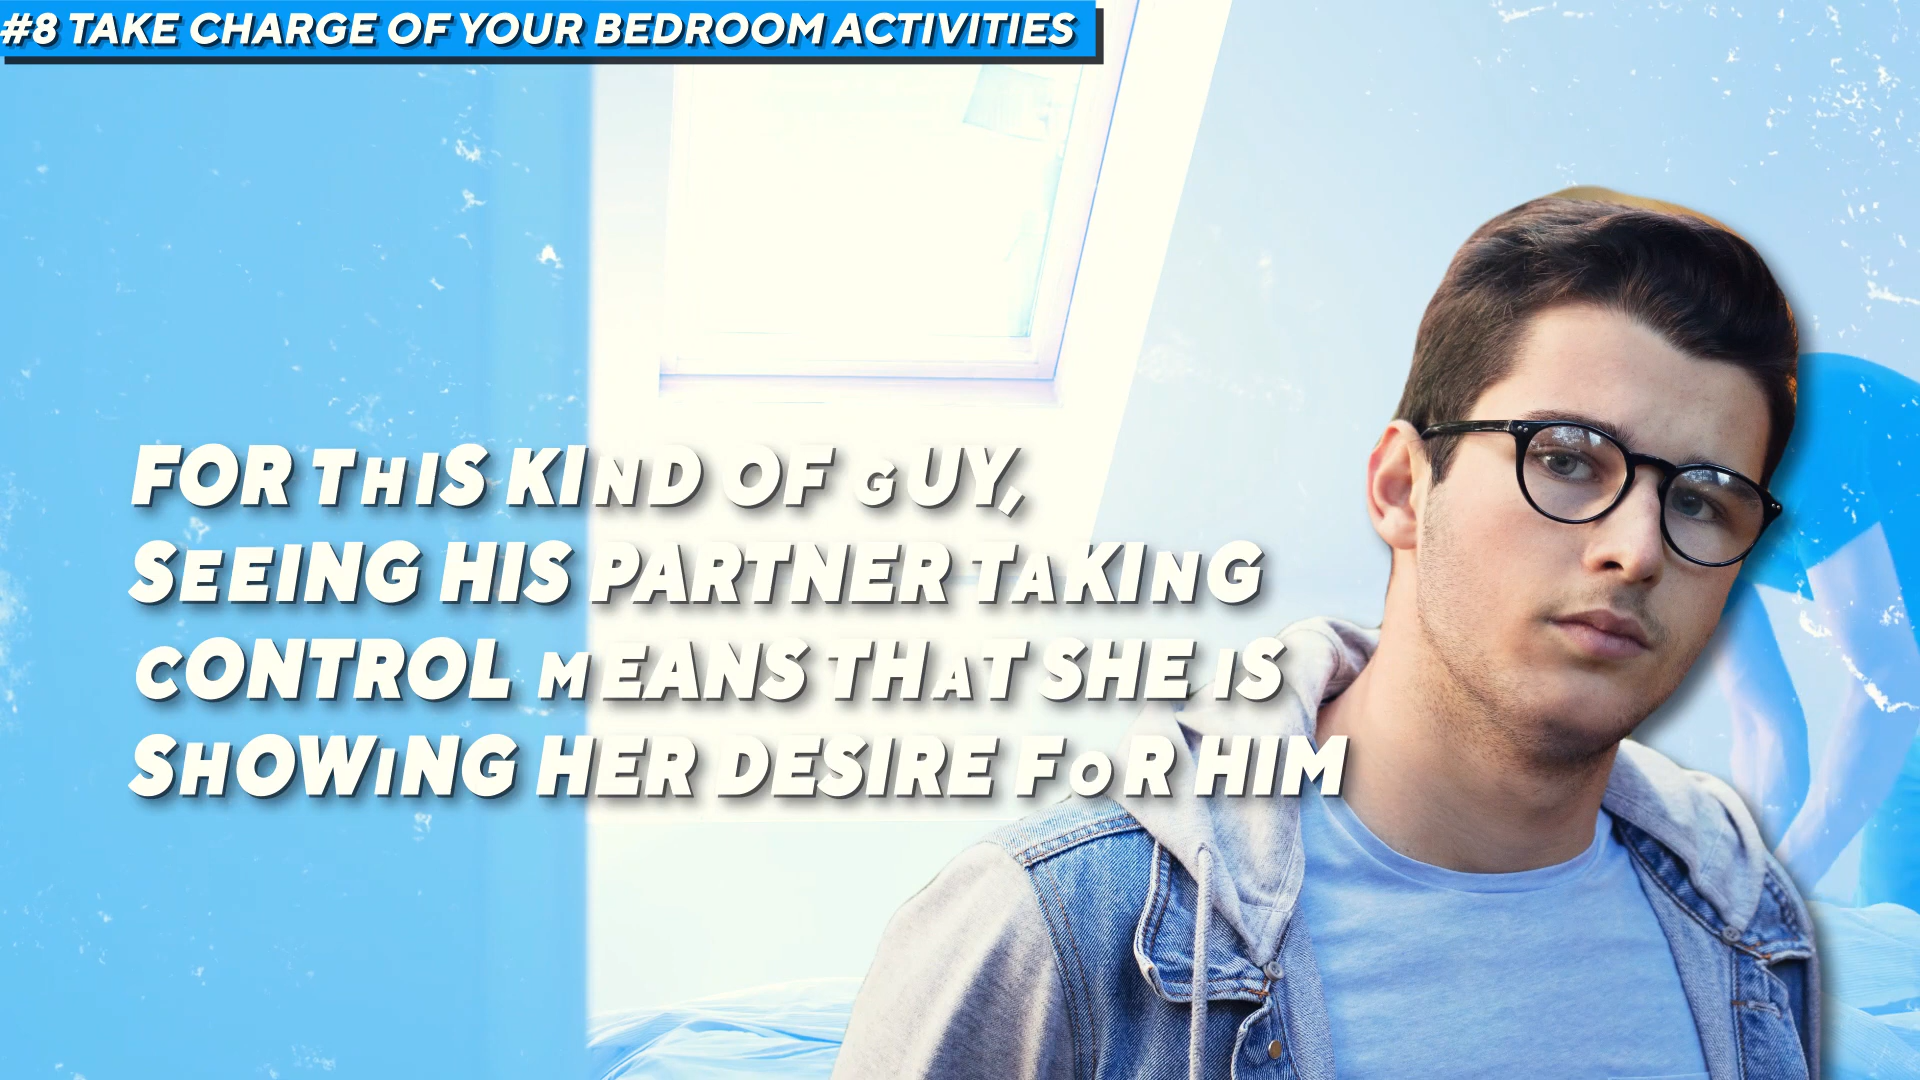 #8 TAKE CHARGE OF YOUR BEDROOM ACTIVITIES
FOR THIS KIND OF GUY,
SEEING HIS PARTNER TAKING
CONTROL MEANS THAT SHE IS
SHOWING HER DESIRE FOR HIM